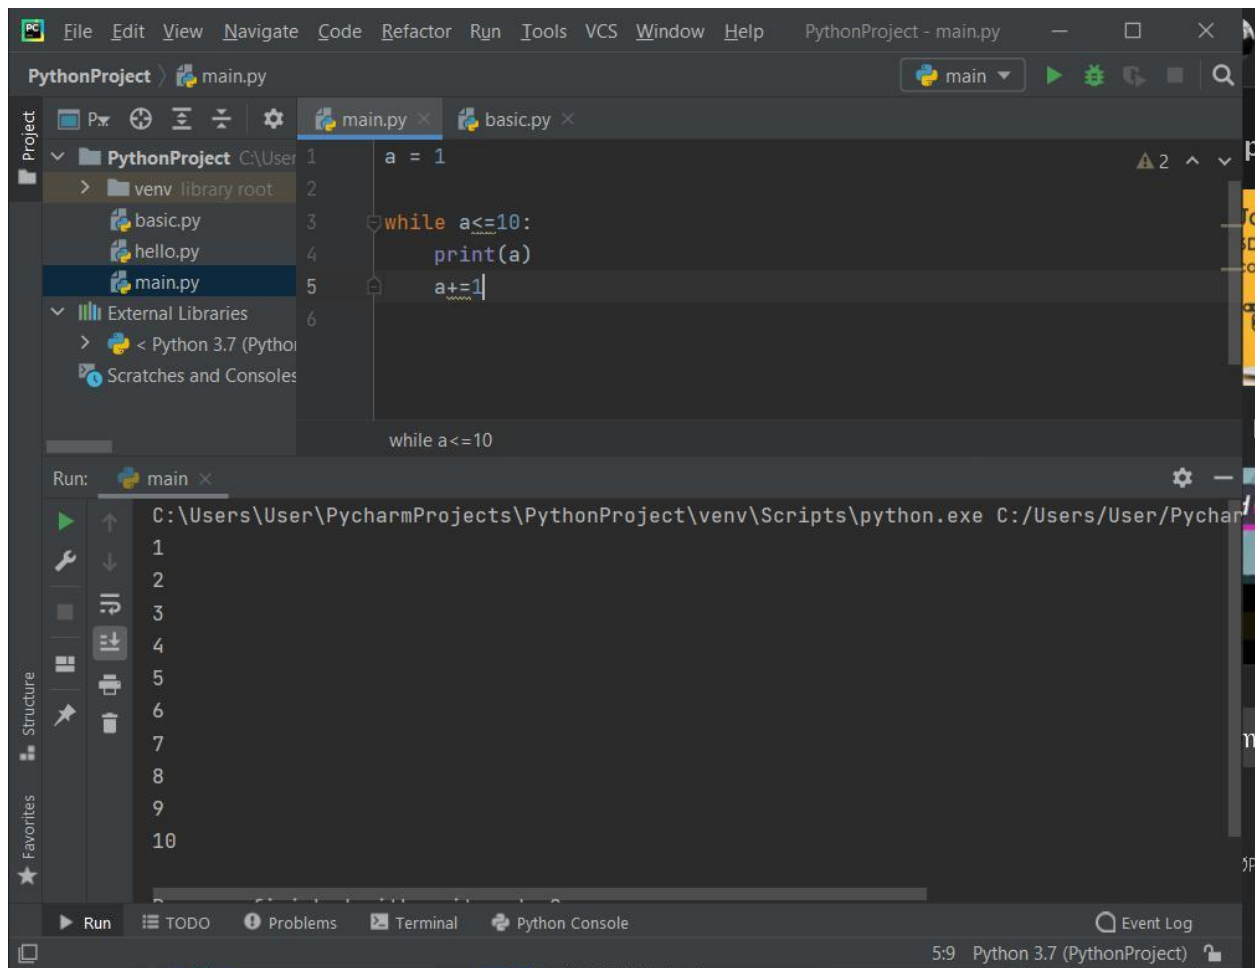 PC File Edit View Navigate Code Refactor Run Tools VCS Window Help PythonProject - main.py
PythonProject main.py main
Project
main.py basic.py
PythonProject C:\User
venv library root
basic.py
hello.py
main.py
External Libraries
< Python 3.7
Scratches and Consoles
1 a = 1
2
3 while a<=10:
4 print(a)
5 a+=1
6
2
while a<=10
Run: main
C:\Users\User\PycharmProjects\PythonProject\venv\Scripts\python.exe C:/Users/User/Pychar
1
2
3
4
5
6
7
8
9
10
Structure
Favorites
Run TODO Problems Terminal Python Console Event Log
5:9 Python 3.7 (PythonProject)